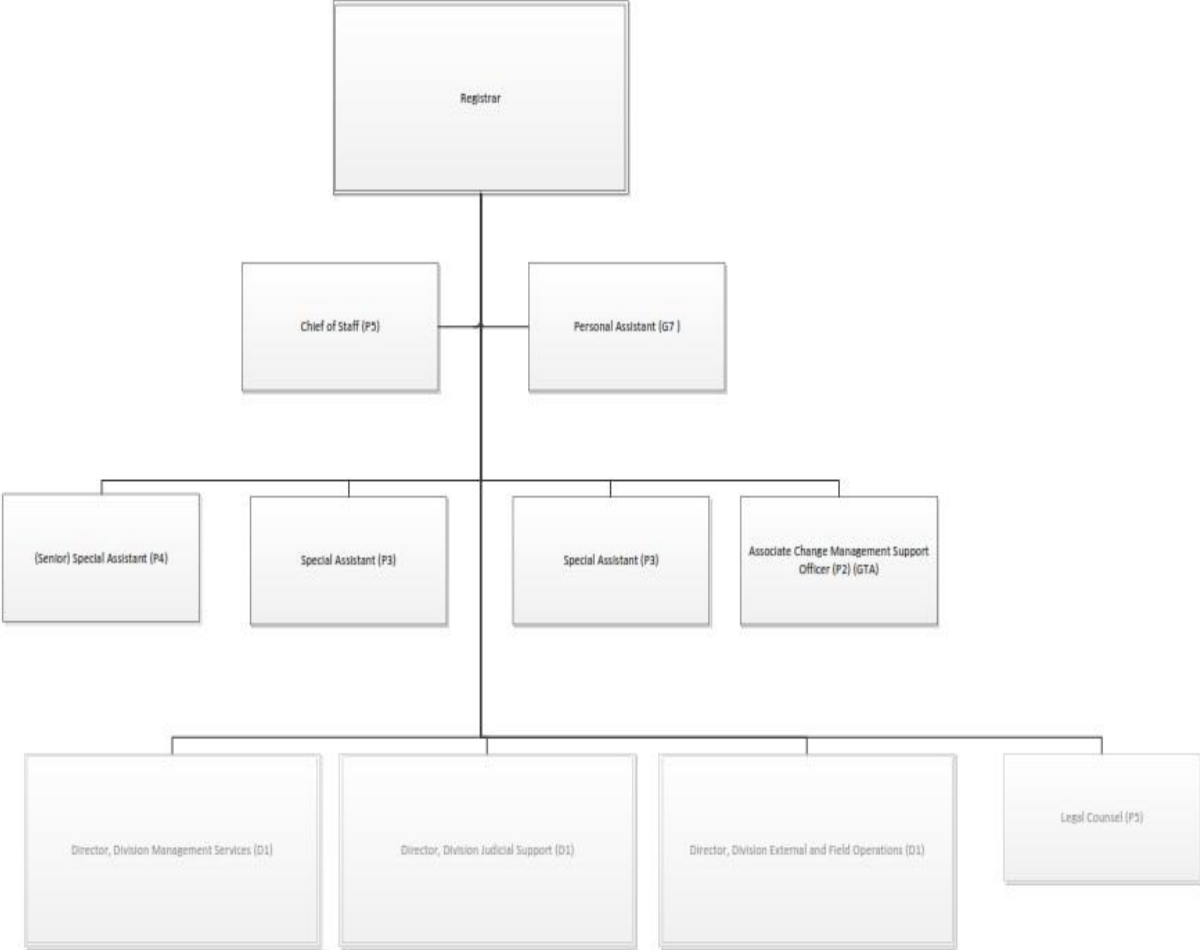 Registrar
Chief of Staff (P5)
Personal Assistant (G7 )
(Senior) Special Assistant (P4)
Special Assistant (P3)
Special Assistant (P3)
Associate Change Management Support
Officer (P2) (GTA)
Director, Division Management Services (D1)
Director, Division Judicial Support (D1)
Director, Division External and Field Operations (D1)
Legal Counsel (P5)